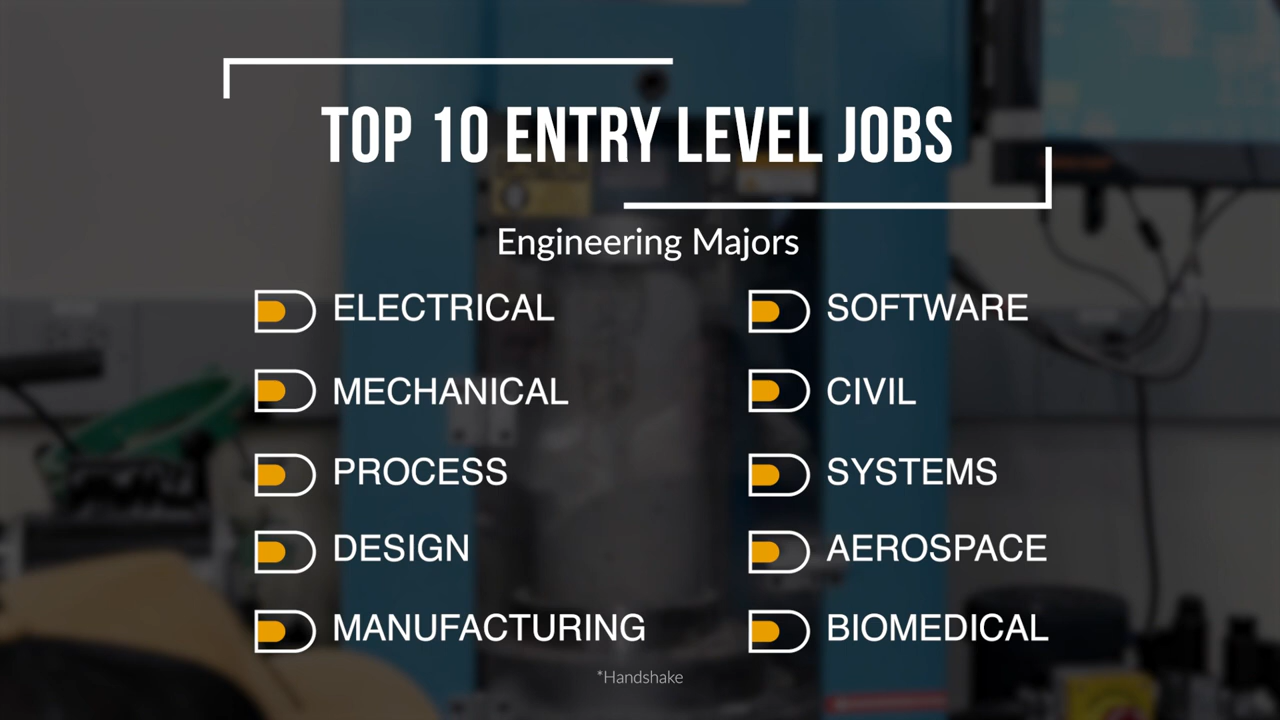 TOP 10 ENTRY LEVEL JOBS
Engineering Majors
ELECTRICAL
MECHANICAL
PROCESS
DESIGN
MANUFACTURING
SOFTWARE
CIVIL
SYSTEMS
AEROSPACE
BIOMEDICAL
*Handshake